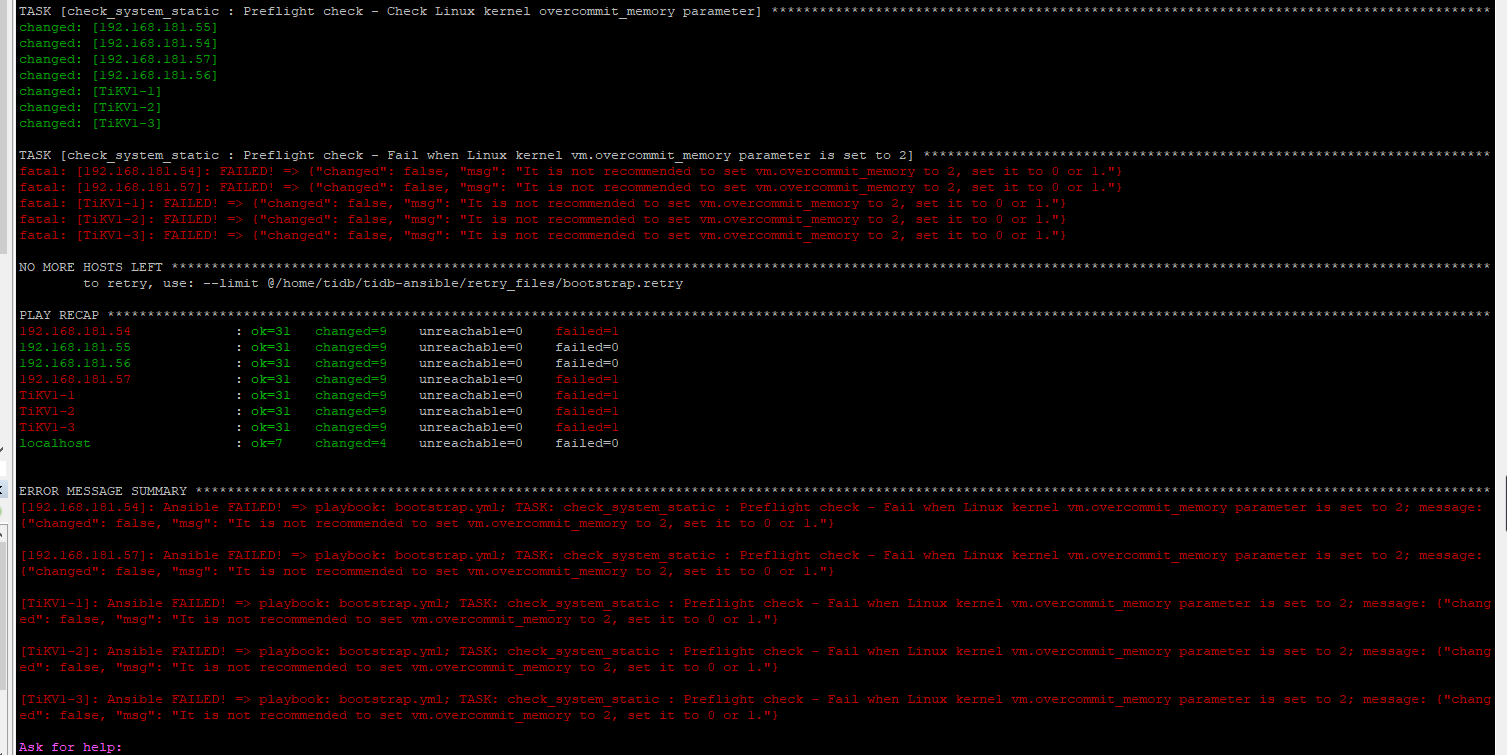 TASK [check_system_static : Preflight check - Check Linux kernel overcommit_memory parameter] ******************************************************************************************
changed: [192.168.181.55]
changed: [192.168.181.54]
changed: [192.168.181.57]
changed: [192.168.181.56]
changed: [TiKV1-1]
changed: [TiKV1-2]
changed: [TiKV1-3]
TASK [check_system_static : Preflight check - Fail when Linux kernel vm.overcommit_memory parameter is set to 2] ***********************************************************************
fatal: [192.168.181.54]: FAILED! => {"changed": false, "msg": "It is not recommended to set vm.overcommit_memory to 2, set it to 0 or 1."}
fatal: [192.168.181.57]: FAILED! => {"changed": false, "msg": "It is not recommended to set vm.overcommit_memory to 2, set it to 0 or 1."}
fatal: [TiKV1-1]: FAILED! => {"changed": false, "msg": "It is not recommended to set vm.overcommit_memory to 2, set it to 0 or 1."}
fatal: [TiKV1-2]: FAILED! => {"changed": false, "msg": "It is not recommended to set vm.overcommit_memory to 2, set it to 0 or 1."}
fatal: [TiKV1-3]: FAILED! => {"changed": false, "msg": "It is not recommended to set vm.overcommit_memory to 2, set it to 0 or 1."}
NO MORE HOSTS LEFT *********************************************************************************************************************************************************************
to retry, use: --limit @/home/tidb/tidb-ansible/retry_files/bootstrap.retry
PLAY RECAP *****************************************************************************************************************************************************************************
192.168.181.54 : ok=31 changed=9 unreachable=0 failed=1
192.168.181.55 : ok=31 changed=9 unreachable=0 failed=0
192.168.181.56 : ok=31 changed=9 unreachable=0 failed=0
192.168.181.57 : ok=31 changed=9 unreachable=0 failed=1
TiKV1-1 : ok=31 changed=9 unreachable=0 failed=1
TiKV1-2 : ok=31 changed=9 unreachable=0 failed=1
TiKV1-3 : ok=31 changed=9 unreachable=0 failed=1
localhost : ok=7 changed=4 unreachable=0 failed=0
ERROR MESSAGE SUMMARY ******************************************************************************************************************************************************************
[192.168.181.54]: Ansible FAILED! => playbook: bootstrap.yml; TASK: check_system_static : Preflight check - Fail when Linux kernel vm.overcommit_memory parameter is set to 2; message:
{"changed": false, "msg": "It is not recommended to set vm.overcommit_memory to 2, set it to 0 or 1."}
[192.168.181.57]: Ansible FAILED! => playbook: bootstrap.yml; TASK: check_system_static : Preflight check - Fail when Linux kernel vm.overcommit_memory parameter is set to 2; message:
{"changed": false, "msg": "It is not recommended to set vm.overcommit_memory to 2, set it to 0 or 1."}
[TiKV1-1]: Ansible FAILED! => playbook: bootstrap.yml; TASK: check_system_static : Preflight check - Fail when Linux kernel vm.overcommit_memory parameter is set to 2; message: {"chang
ed": false, "msg": "It is not recommended to set vm.overcommit_memory to 2, set it to 0 or 1."}
[TiKV1-2]: Ansible FAILED! => playbook: bootstrap.yml; TASK: check_system_static : Preflight check - Fail when Linux kernel vm.overcommit_memory parameter is set to 2; message: {"chang
ed": false, "msg": "It is not recommended to set vm.overcommit_memory to 2, set it to 0 or 1."}
[TiKV1-3]: Ansible FAILED! => playbook: bootstrap.yml; TASK: check_system_static : Preflight check - Fail when Linux kernel vm.overcommit_memory parameter is set to 2; message: {"chang
ed": false, "msg": "It is not recommended to set vm.overcommit_memory to 2, set it to 0 or 1."}
Ask for help: